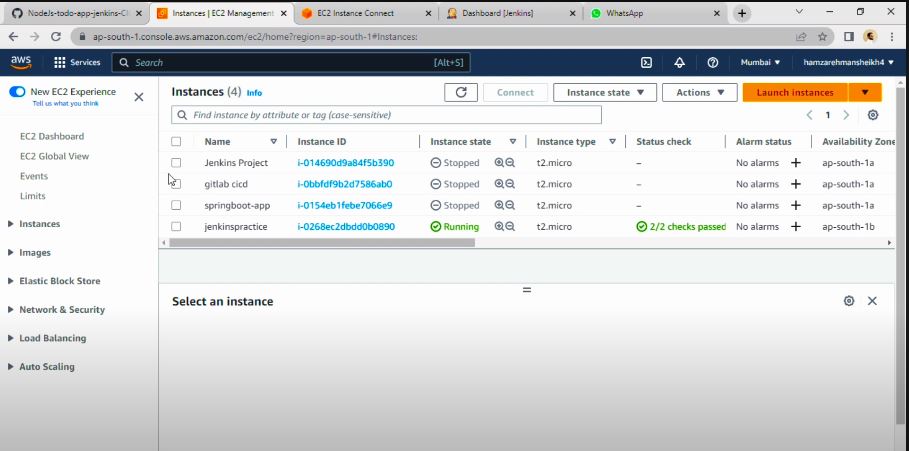 NodeJs-todo-app-jenkins-CI
Instances | EC2 Management
EC2 Instance Connect
Dashboard [Jenkins]
WhatsApp
ap-south-1.console.aws.amazon.com/ec2/home?region=ap-south-1#Instances:
aws
Services
Search
[Alt+S]
Mumbai
hamzarehmansheikh4
New EC2 Experience
Tell us what you think
EC2 Dashboard
EC2 Global View
Events
Limits
Instances
Images
Elastic Block Store
Network & Security
Load Balancing
Auto Scaling
Instances (4) Info
Connect
Instance state
Actions
Launch instances
Find instance by attribute or tag (case-sensitive)
1
Name Instance ID Instance state Instance type Status check Alarm status Availability Zone
Jenkins Project i-014690d9a84f5b390 Stopped t2.micro – No alarms + ap-south-1a
gitlab cicd i-0bbfdf9b2d7586ab0 Stopped t2.micro – No alarms + ap-south-1a
springboot-app i-0154eb1febe7066e9 Stopped t2.micro – No alarms + ap-south-1a
jenkinspractice i-0268ec2dbdd0b0890 Running t2.micro 2/2 checks passed No alarms + ap-south-1b
Select an instance